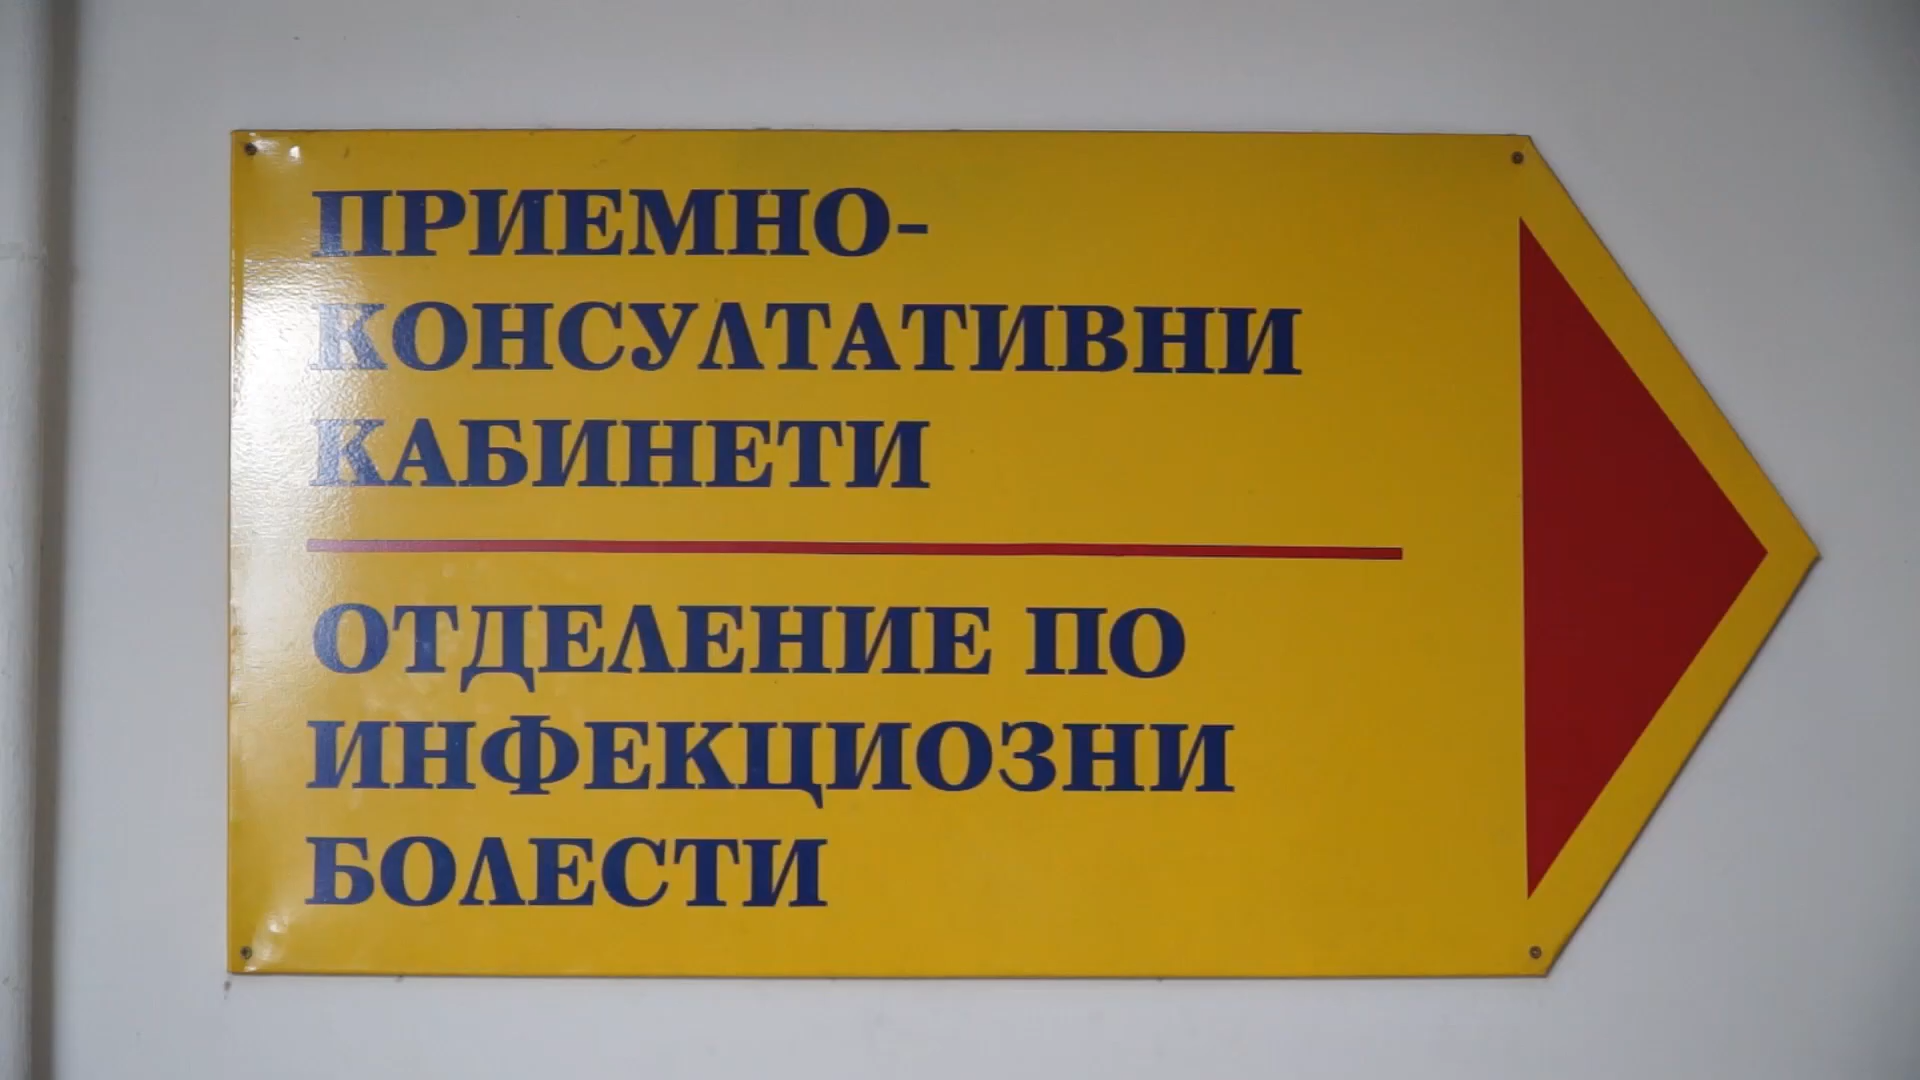 ПРИЕМНО-
КОНСУЛТАТИВНИ
КАБИНЕТИ
ОТДЕЛЕНИЕ ПО
ИНФЕКЦИОЗНИ
БОЛЕСТИ